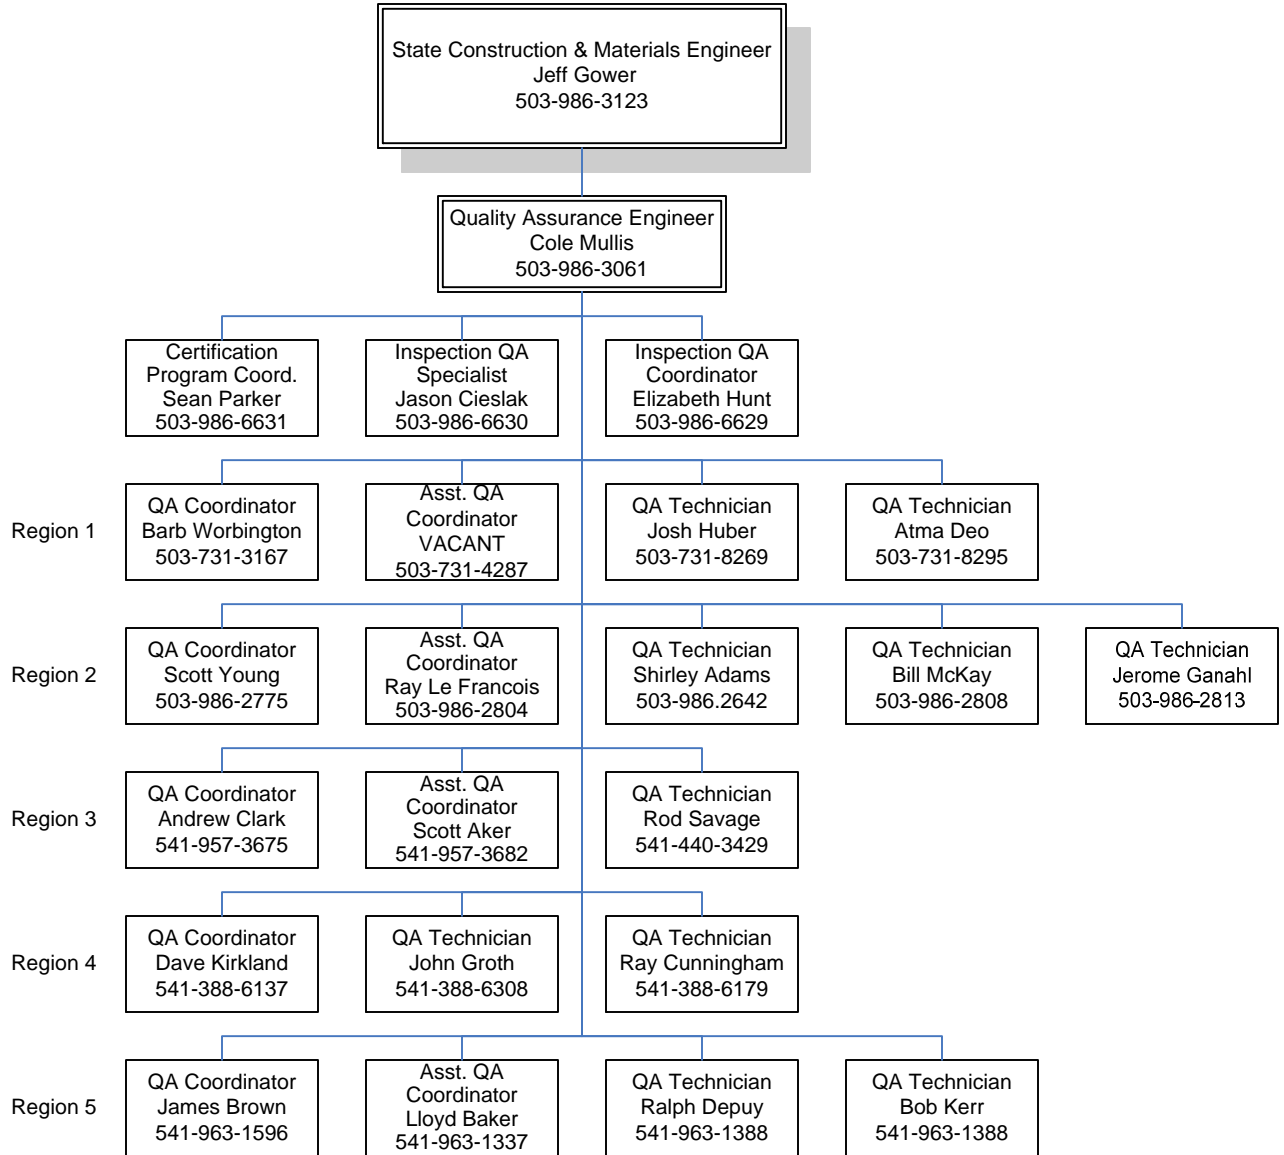 State Construction & Materials Engineer
Jeff Gower
503-986-3123
Quality Assurance Engineer
Cole Mullis
503-986-3061
Certification
Program Coord.
Sean Parker
503-986-6631
Inspection QA
Specialist
Jason Cieslak
503-986-6630
Inspection QA
Coordinator
Elizabeth Hunt
503-986-6629
Region 1
QA Coordinator
Barb Worbington
503-731-3167
Asst. QA
Coordinator
VACANT
503-731-4287
QA Technician
Josh Huber
503-731-8269
QA Technician
Atma Deo
503-731-8295
Region 2
QA Coordinator
Scott Young
503-986-2775
Asst. QA
Coordinator
Ray Le Francois
503-986-2804
QA Technician
Shirley Adams
503-986.2642
QA Technician
Bill McKay
503-986-2808
QA Technician
Jerome Ganahl
503-986-2813
Region 3
QA Coordinator
Andrew Clark
541-957-3675
Asst. QA
Coordinator
Scott Aker
541-957-3682
QA Technician
Rod Savage
541-440-3429
Region 4
QA Coordinator
Dave Kirkland
541-388-6137
QA Technician
John Groth
541-388-6308
QA Technician
Ray Cunningham
541-388-6179
Region 5
QA Coordinator
James Brown
541-963-1596
Asst. QA
Coordinator
Lloyd Baker
541-963-1337
QA Technician
Ralph Depuy
541-963-1388
QA Technician
Bob Kerr
541-963-1388